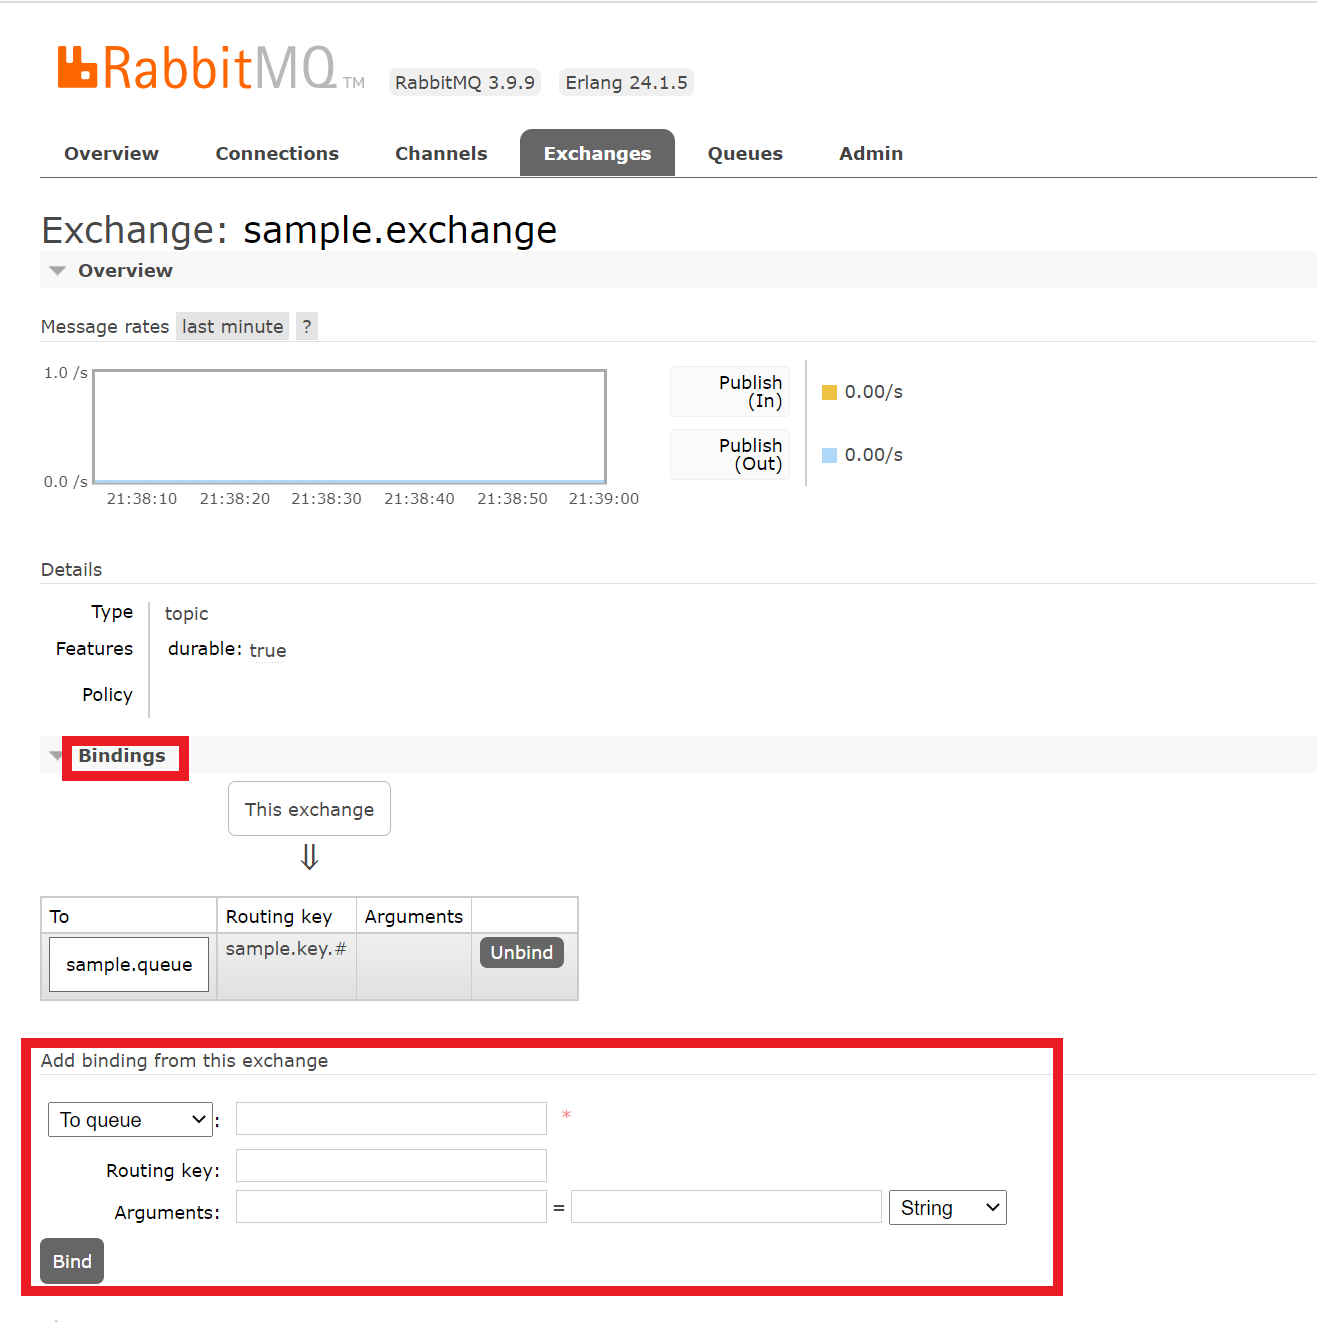 RabbitMQ TM RabbitMQ 3.9.9 Erlang 24.1.5
Overview Connections Channels Exchanges Queues Admin
Exchange: sample.exchange
Overview
Message rates last minute ?
1.0 /s
0.0 /s
21:38:10 21:38:20 21:38:30 21:38:40 21:38:50 21:39:00
Publish
(In)
0.00/s
Publish
(Out)
0.00/s
Details
Type topic
Features durable: true
Policy
Bindings
This exchange
⇓
To Routing key Arguments
sample.queue sample.key.# Unbind
Add binding from this exchange
To queue : *
Routing key:
Arguments: = String
Bind